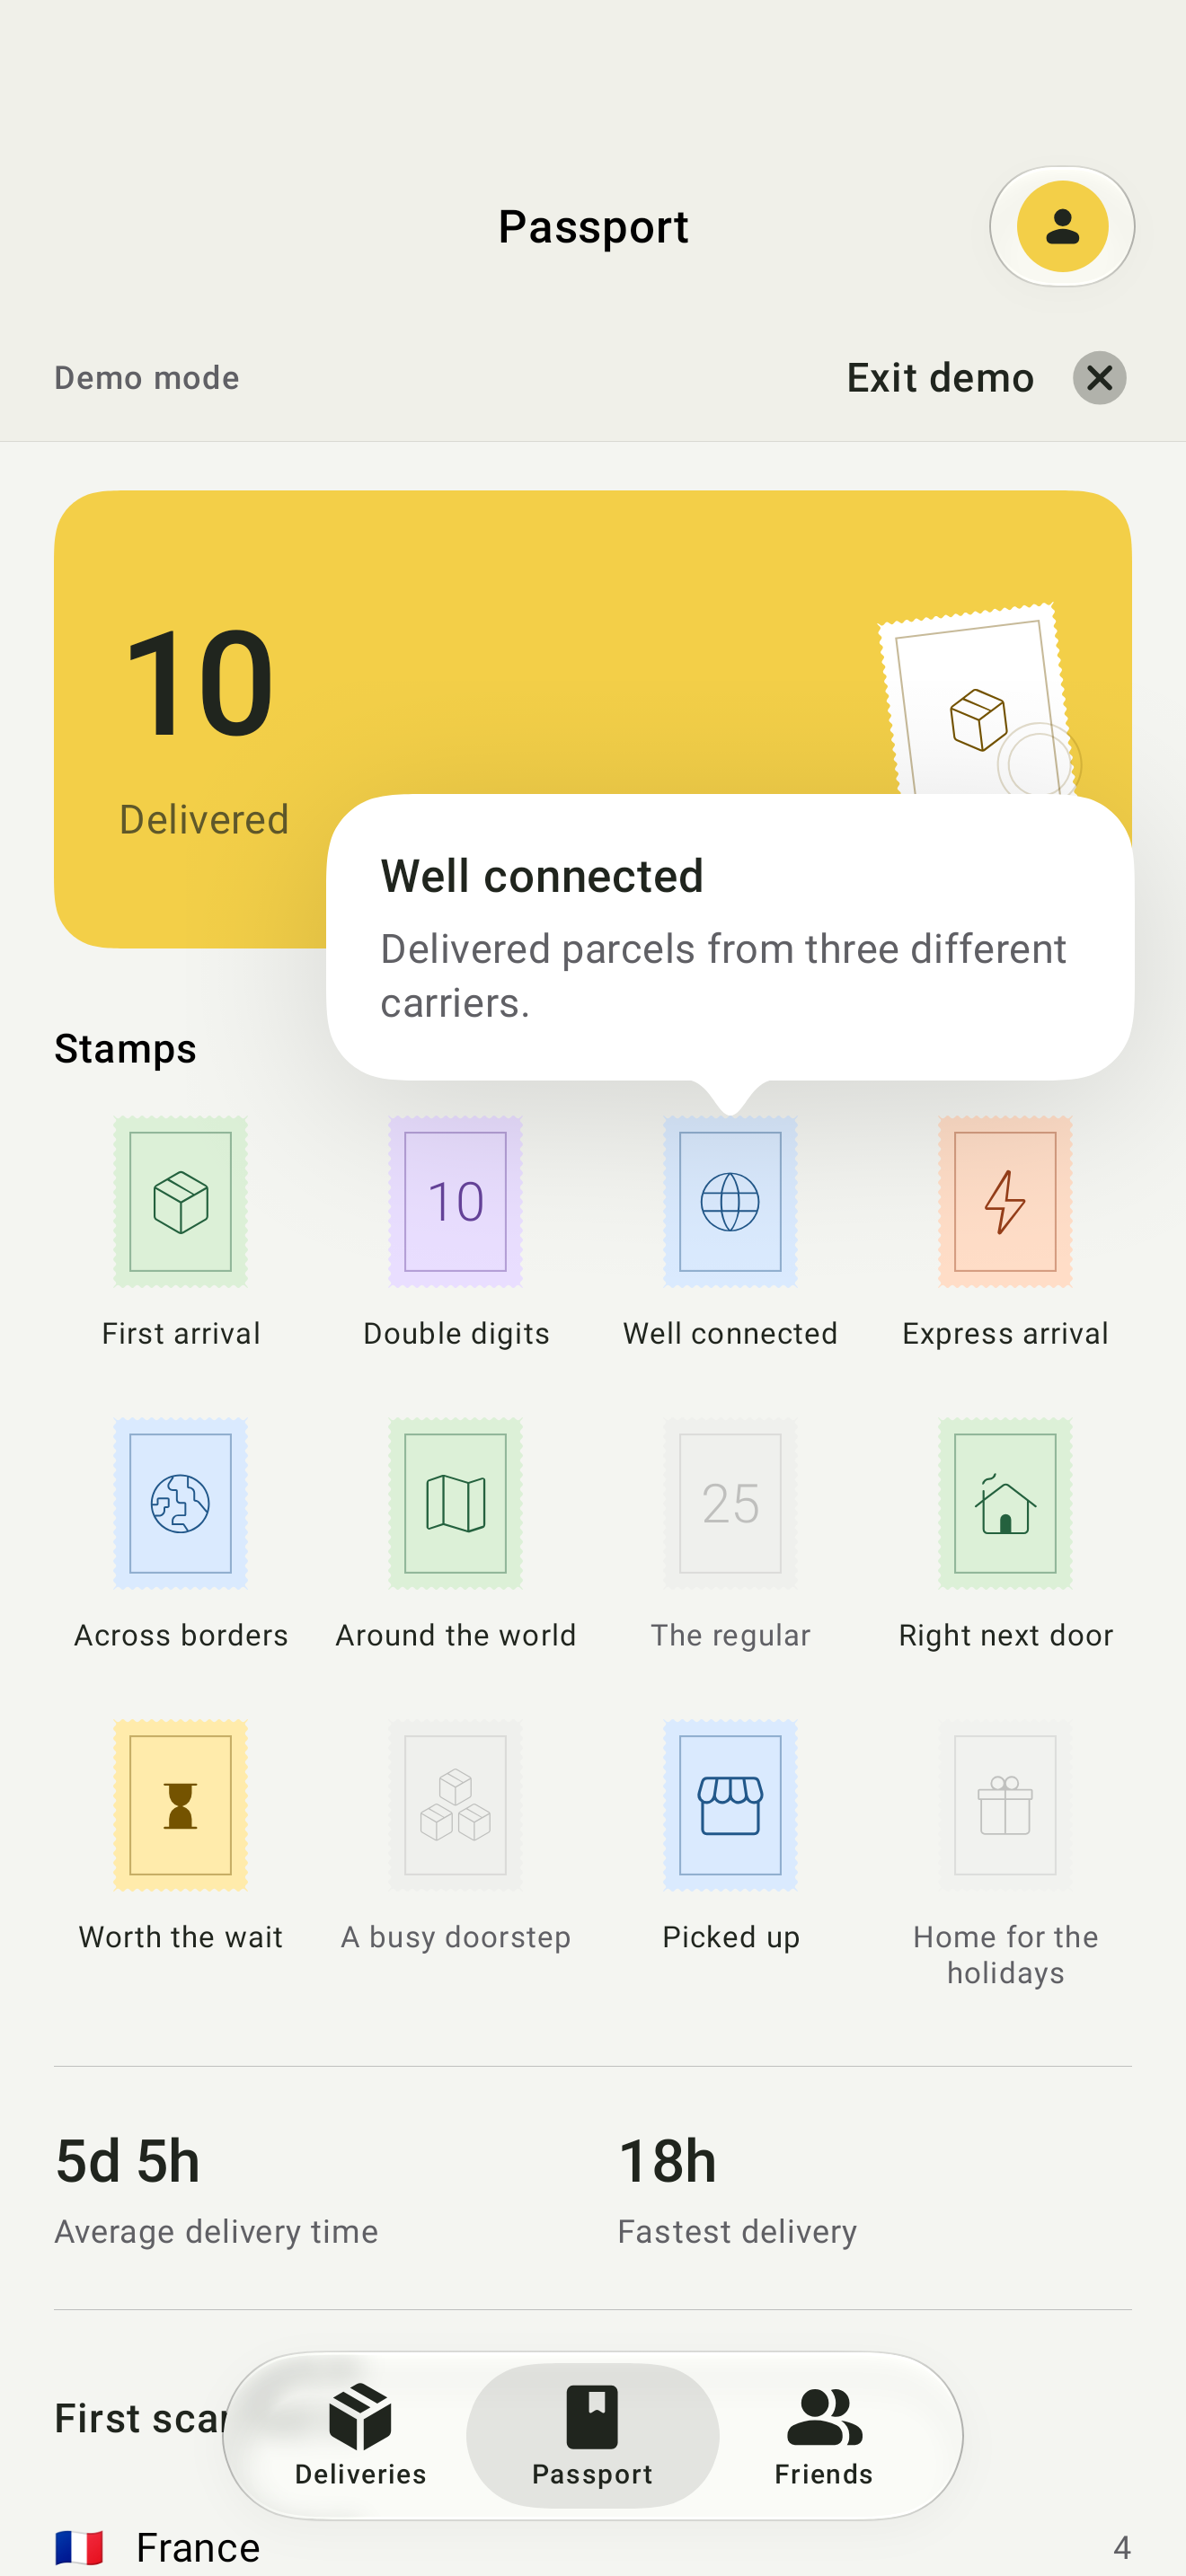 Passport
Demo mode
Exit demo
10
Delivered
Well connected
Delivered parcels from three different
carriers.
Stamps
10
First arrival
Double digits
Well connected
Express arrival
25
Across borders
Around the world
The regular
Right next door
Worth the wait
A busy doorstep
Picked up
Home for the
holidays
5d 5h
18h
Average delivery time
Fastest delivery
First
Deliveries
Passport
Friends
France
4